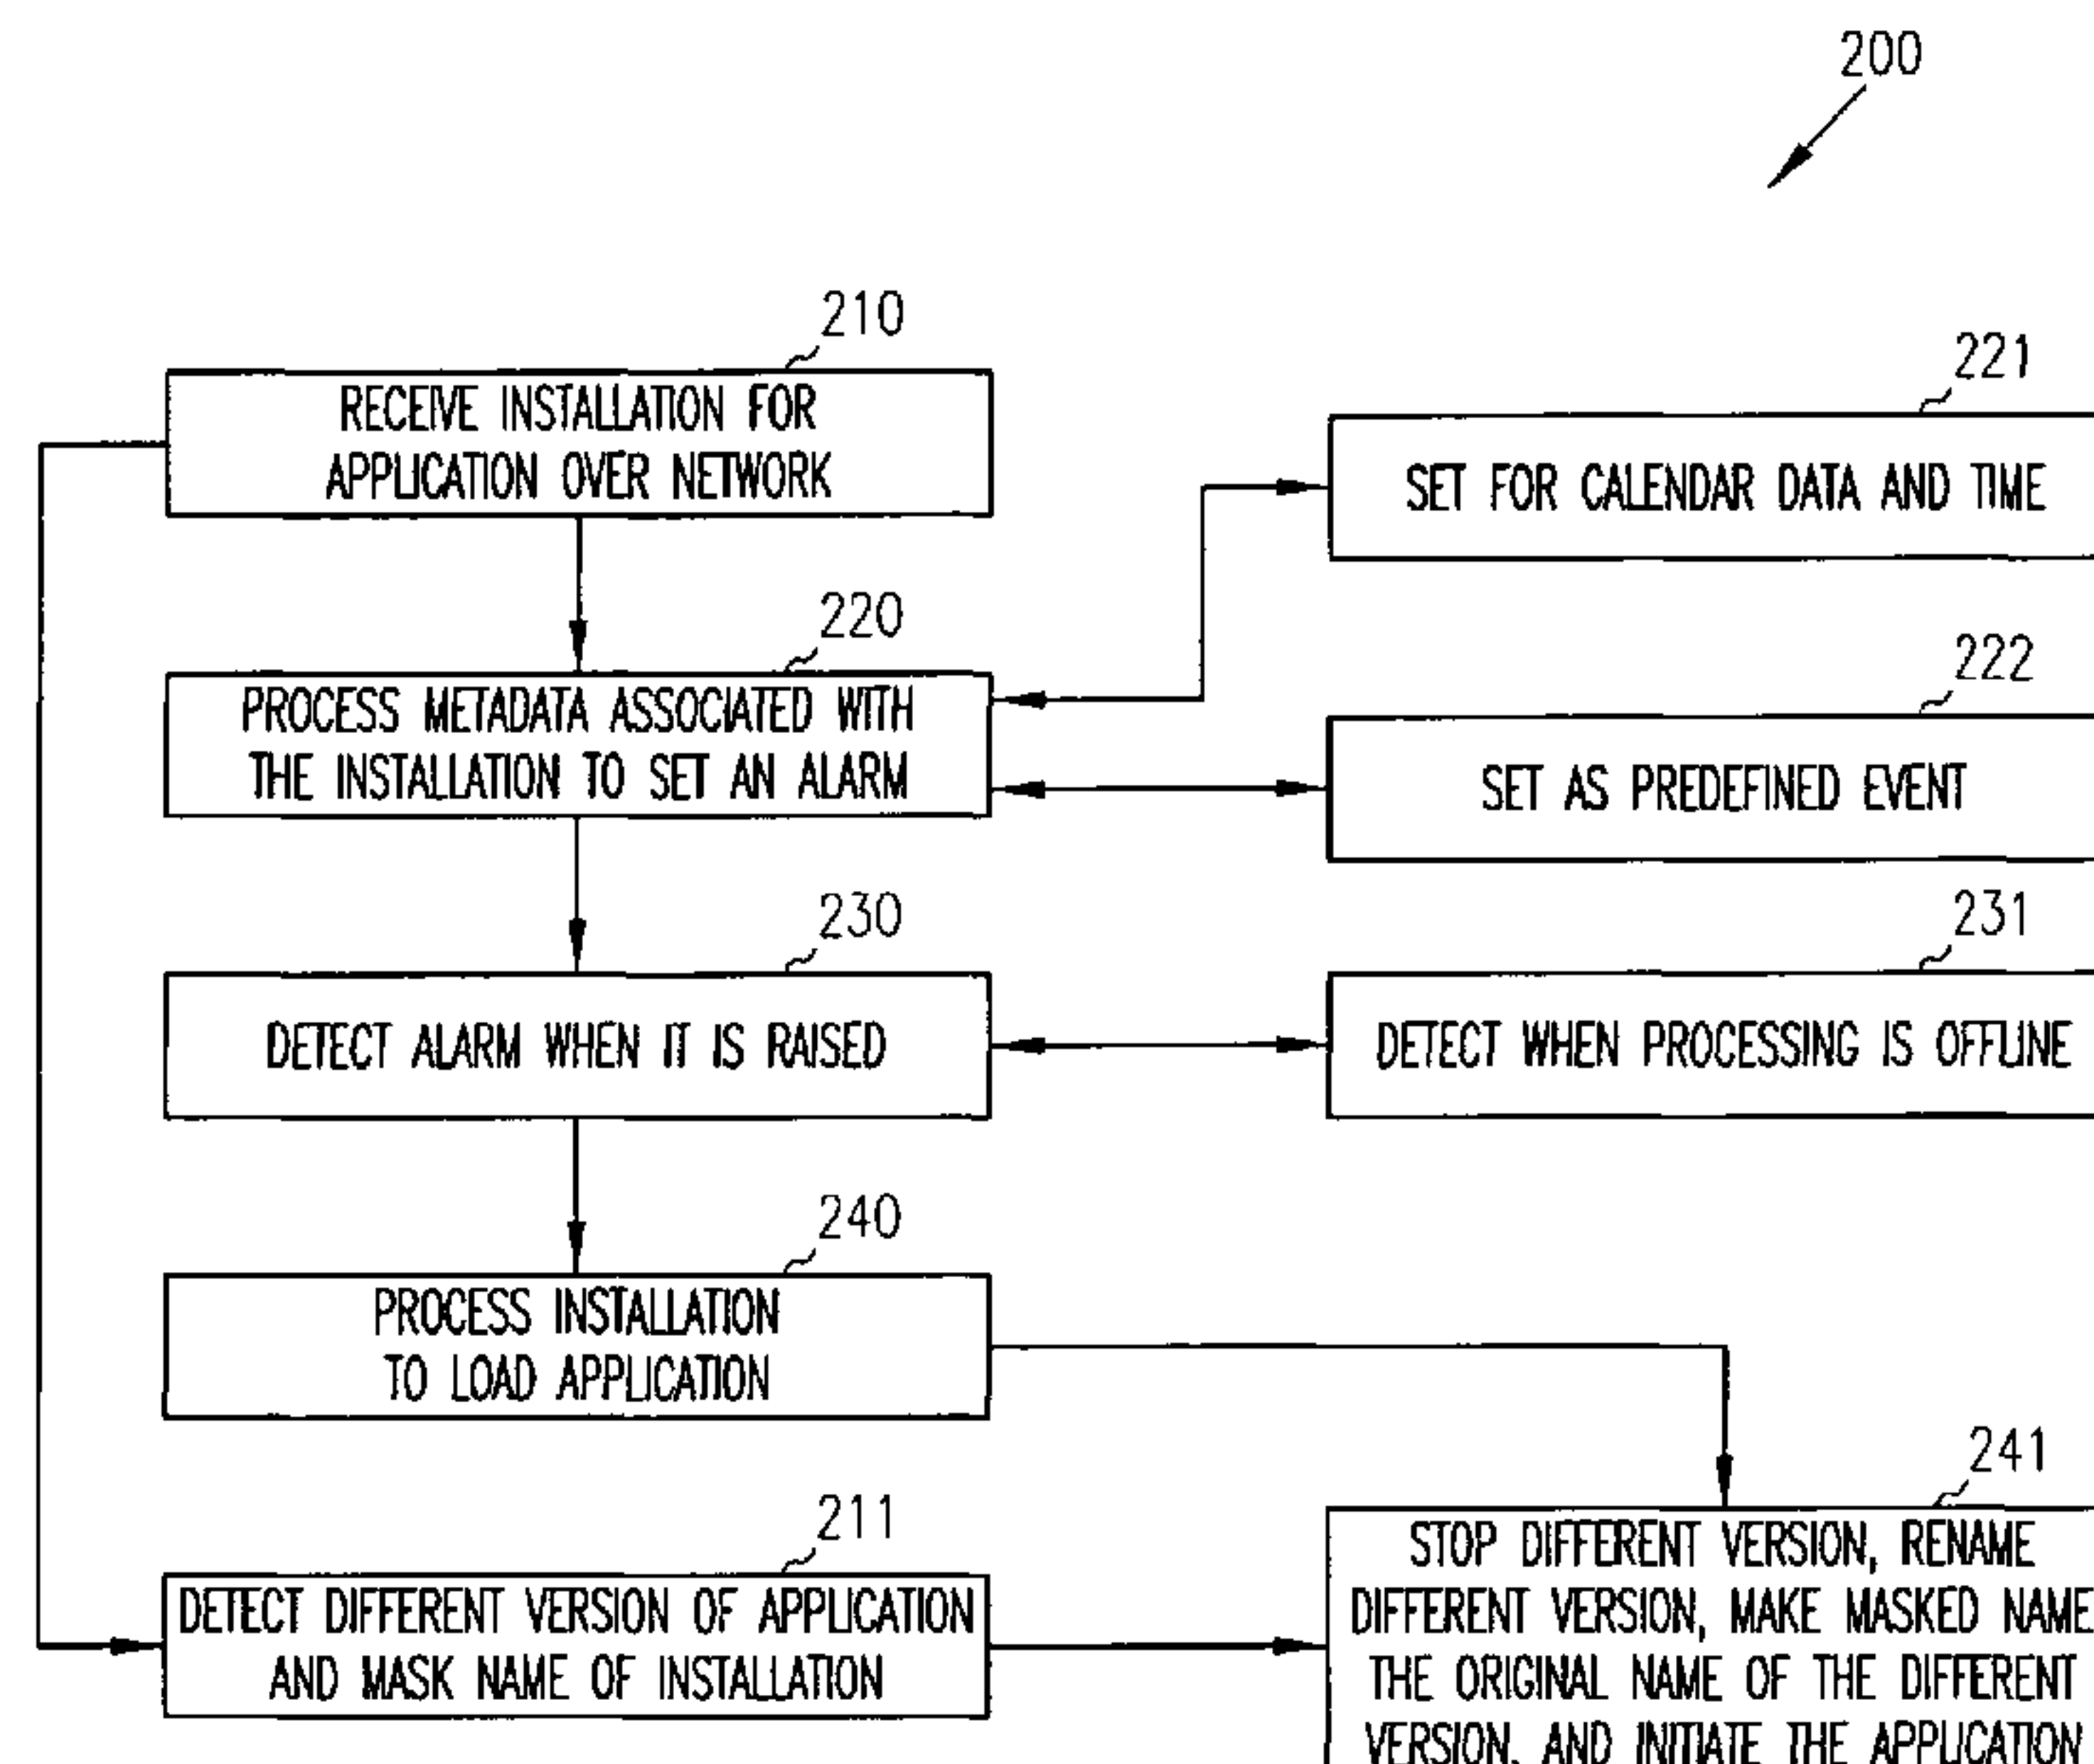 200
210
RECEIVE INSTALLATION FOR
APPLICATION OVER NETWORK
221
SET FOR CALENDAR DATA AND TIME
220
PROCESS METADATA ASSOCIATED WITH
THE INSTALLATION TO SET AN ALARM
222
SET AS PREDEFINED EVENT
230
DETECT ALARM WHEN IT IS RAISED
231
DETECT WHEN PROCESSING IS OFFLINE
240
PROCESS INSTALLATION
TO LOAD APPLICATION
211
DETECT DIFFERENT VERSION OF APPLICATION
AND MASK NAME OF INSTALLATION
241
STOP DIFFERENT VERSION, RENAME
DIFFERENT VERSION, MAKE MASKED NAME
THE ORIGINAL NAME OF THE DIFFERENT
VERSION, AND INITIATE THE APPLICATION